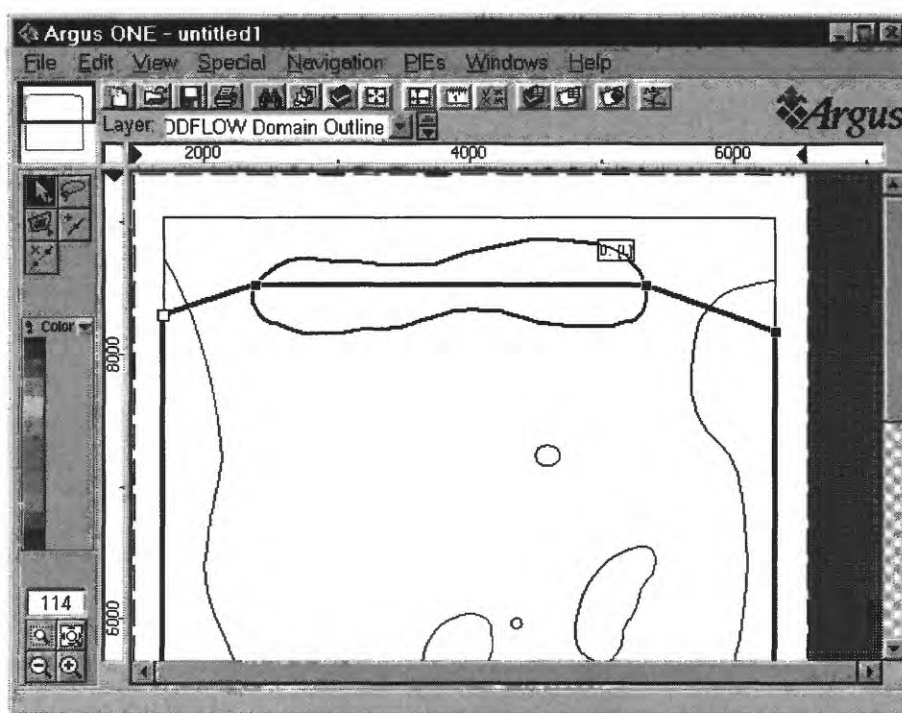 Argus ONE - untitled1
File Edit View Special Navigation PIEs Windows Help
Argus
Layer: DDFLOW Domain Outline
2000 4000 6000
Color
8000
6000
114